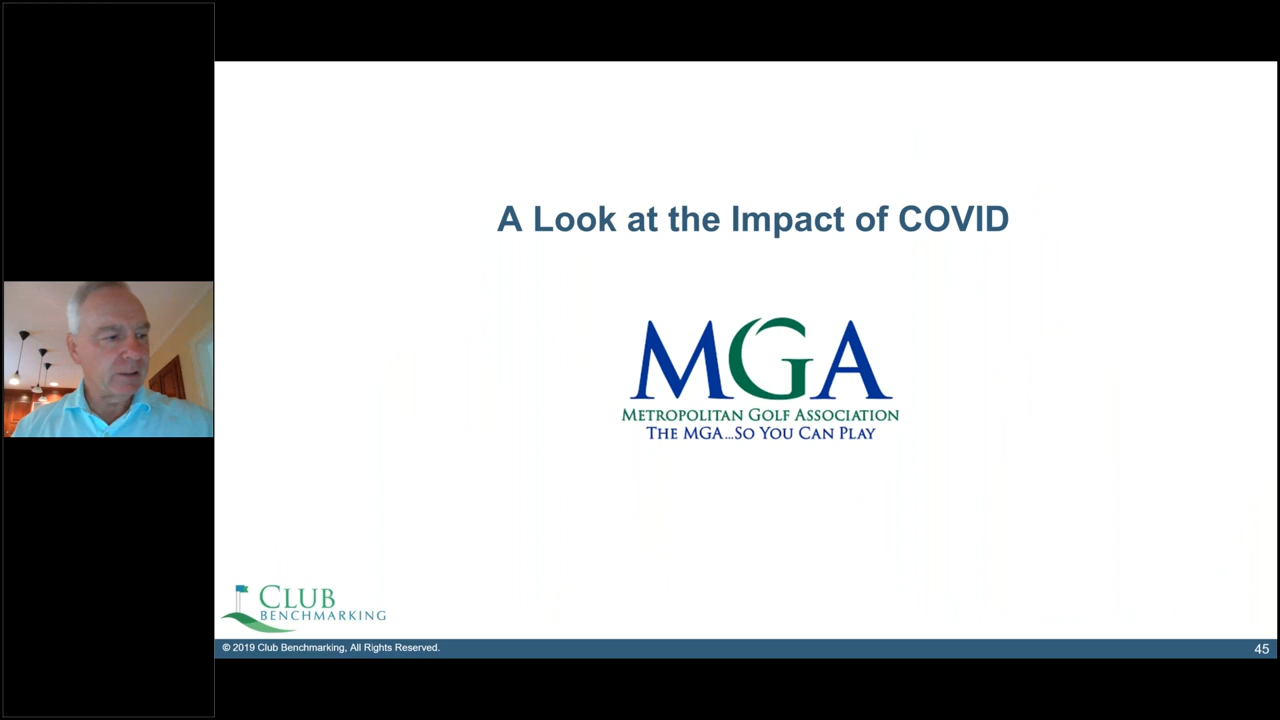 A Look at the Impact of COVID
MGA
METROPOLITAN GOLF ASSOCIATION
THE MGA...SO YOU CAN PLAY
CLUB
BENCHMARKING
© 2019 Club Benchmarking, All Rights Reserved.
45